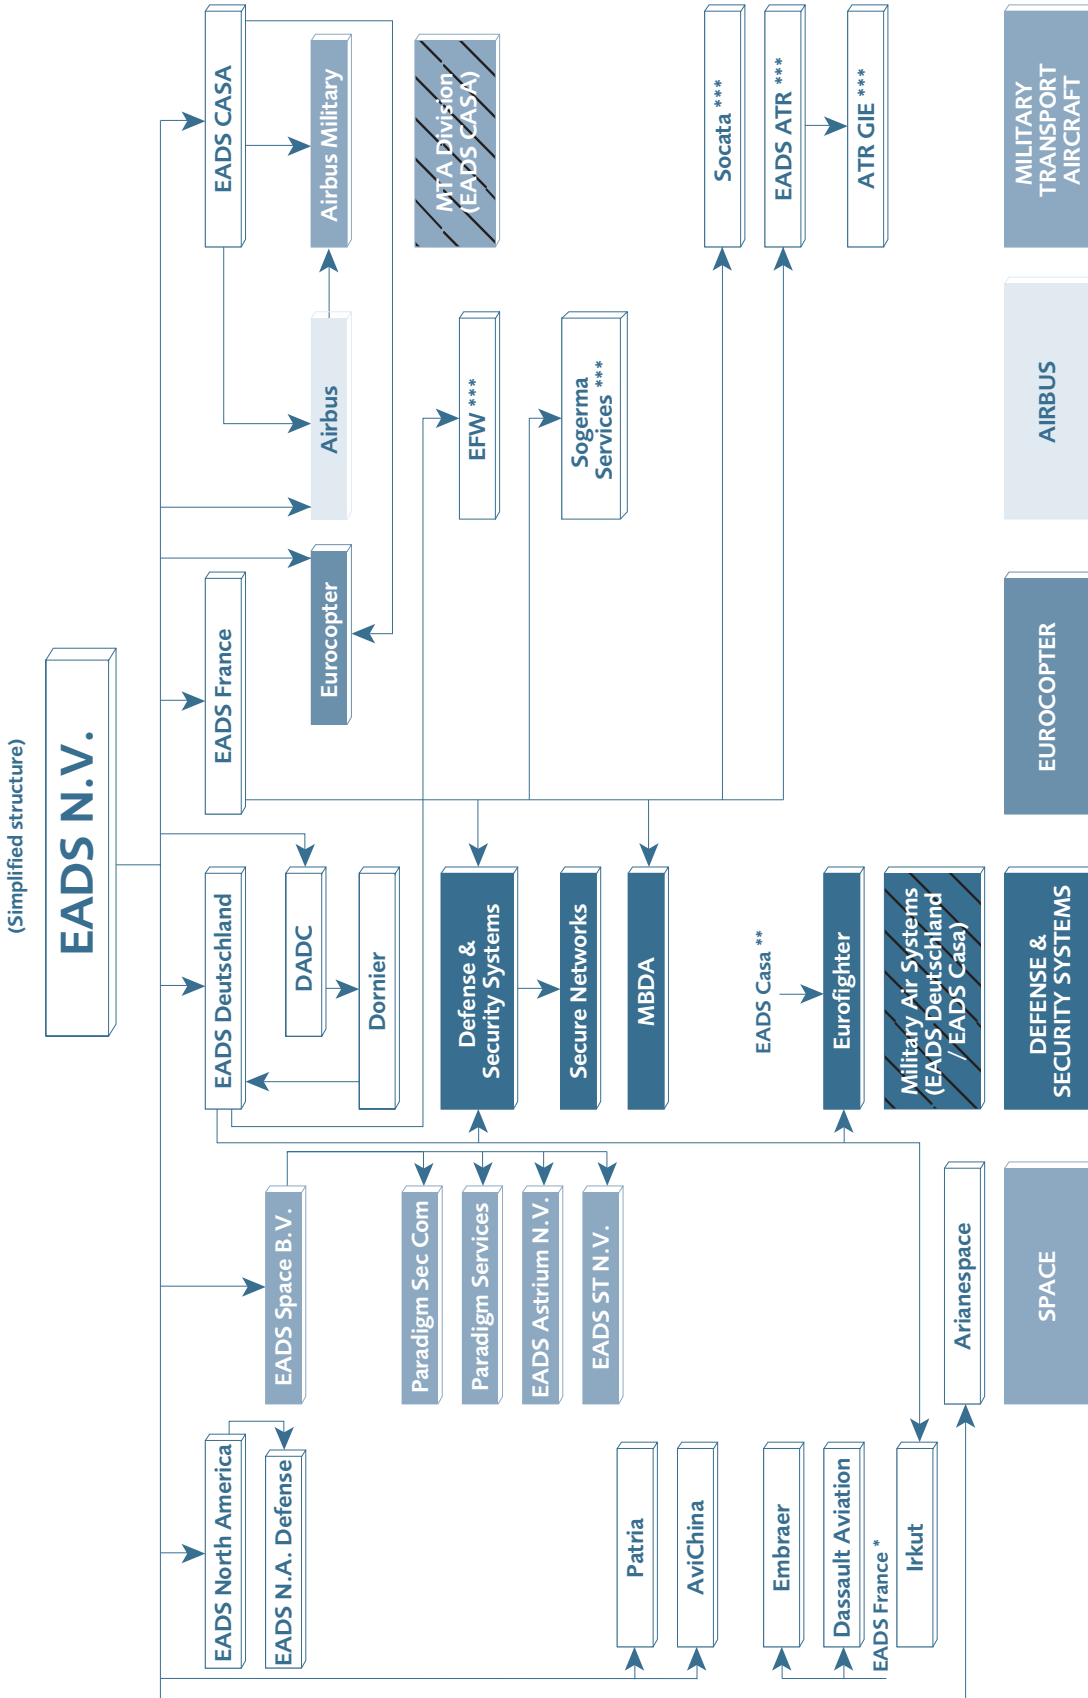 (Simplified structure)
EADS N.V.
EADS North America
EADS N.A. Defense
EADS Space B.V.
EADS Deutschland
DADC
Dornier
EADS France
EADS CASA
Paradigm Sec Com
Paradigm Services
EADS Astrium N.V.
EADS ST N.V.
Eurocopter
Airbus
Airbus Military
MTA Division
(EADS CASA)
Defense &
Security Systems
Secure Networks
MBDA
EFW ***
Sogerma
Services ***
Socata ***
EADS ATR ***
ATR GIE ***
Patria
AviChina
Embraer
Dassault Aviation
EADS France *
Irkut
Arianespace
EADS Casa **
Eurofighter
Military Air Systems
(EADS Deutschland
/ EADS Casa)
SPACE
DEFENSE &
SECURITY SYSTEMS
EUROCOPTER
AIRBUS
MILITARY
TRANSPORT
AIRCRAFT